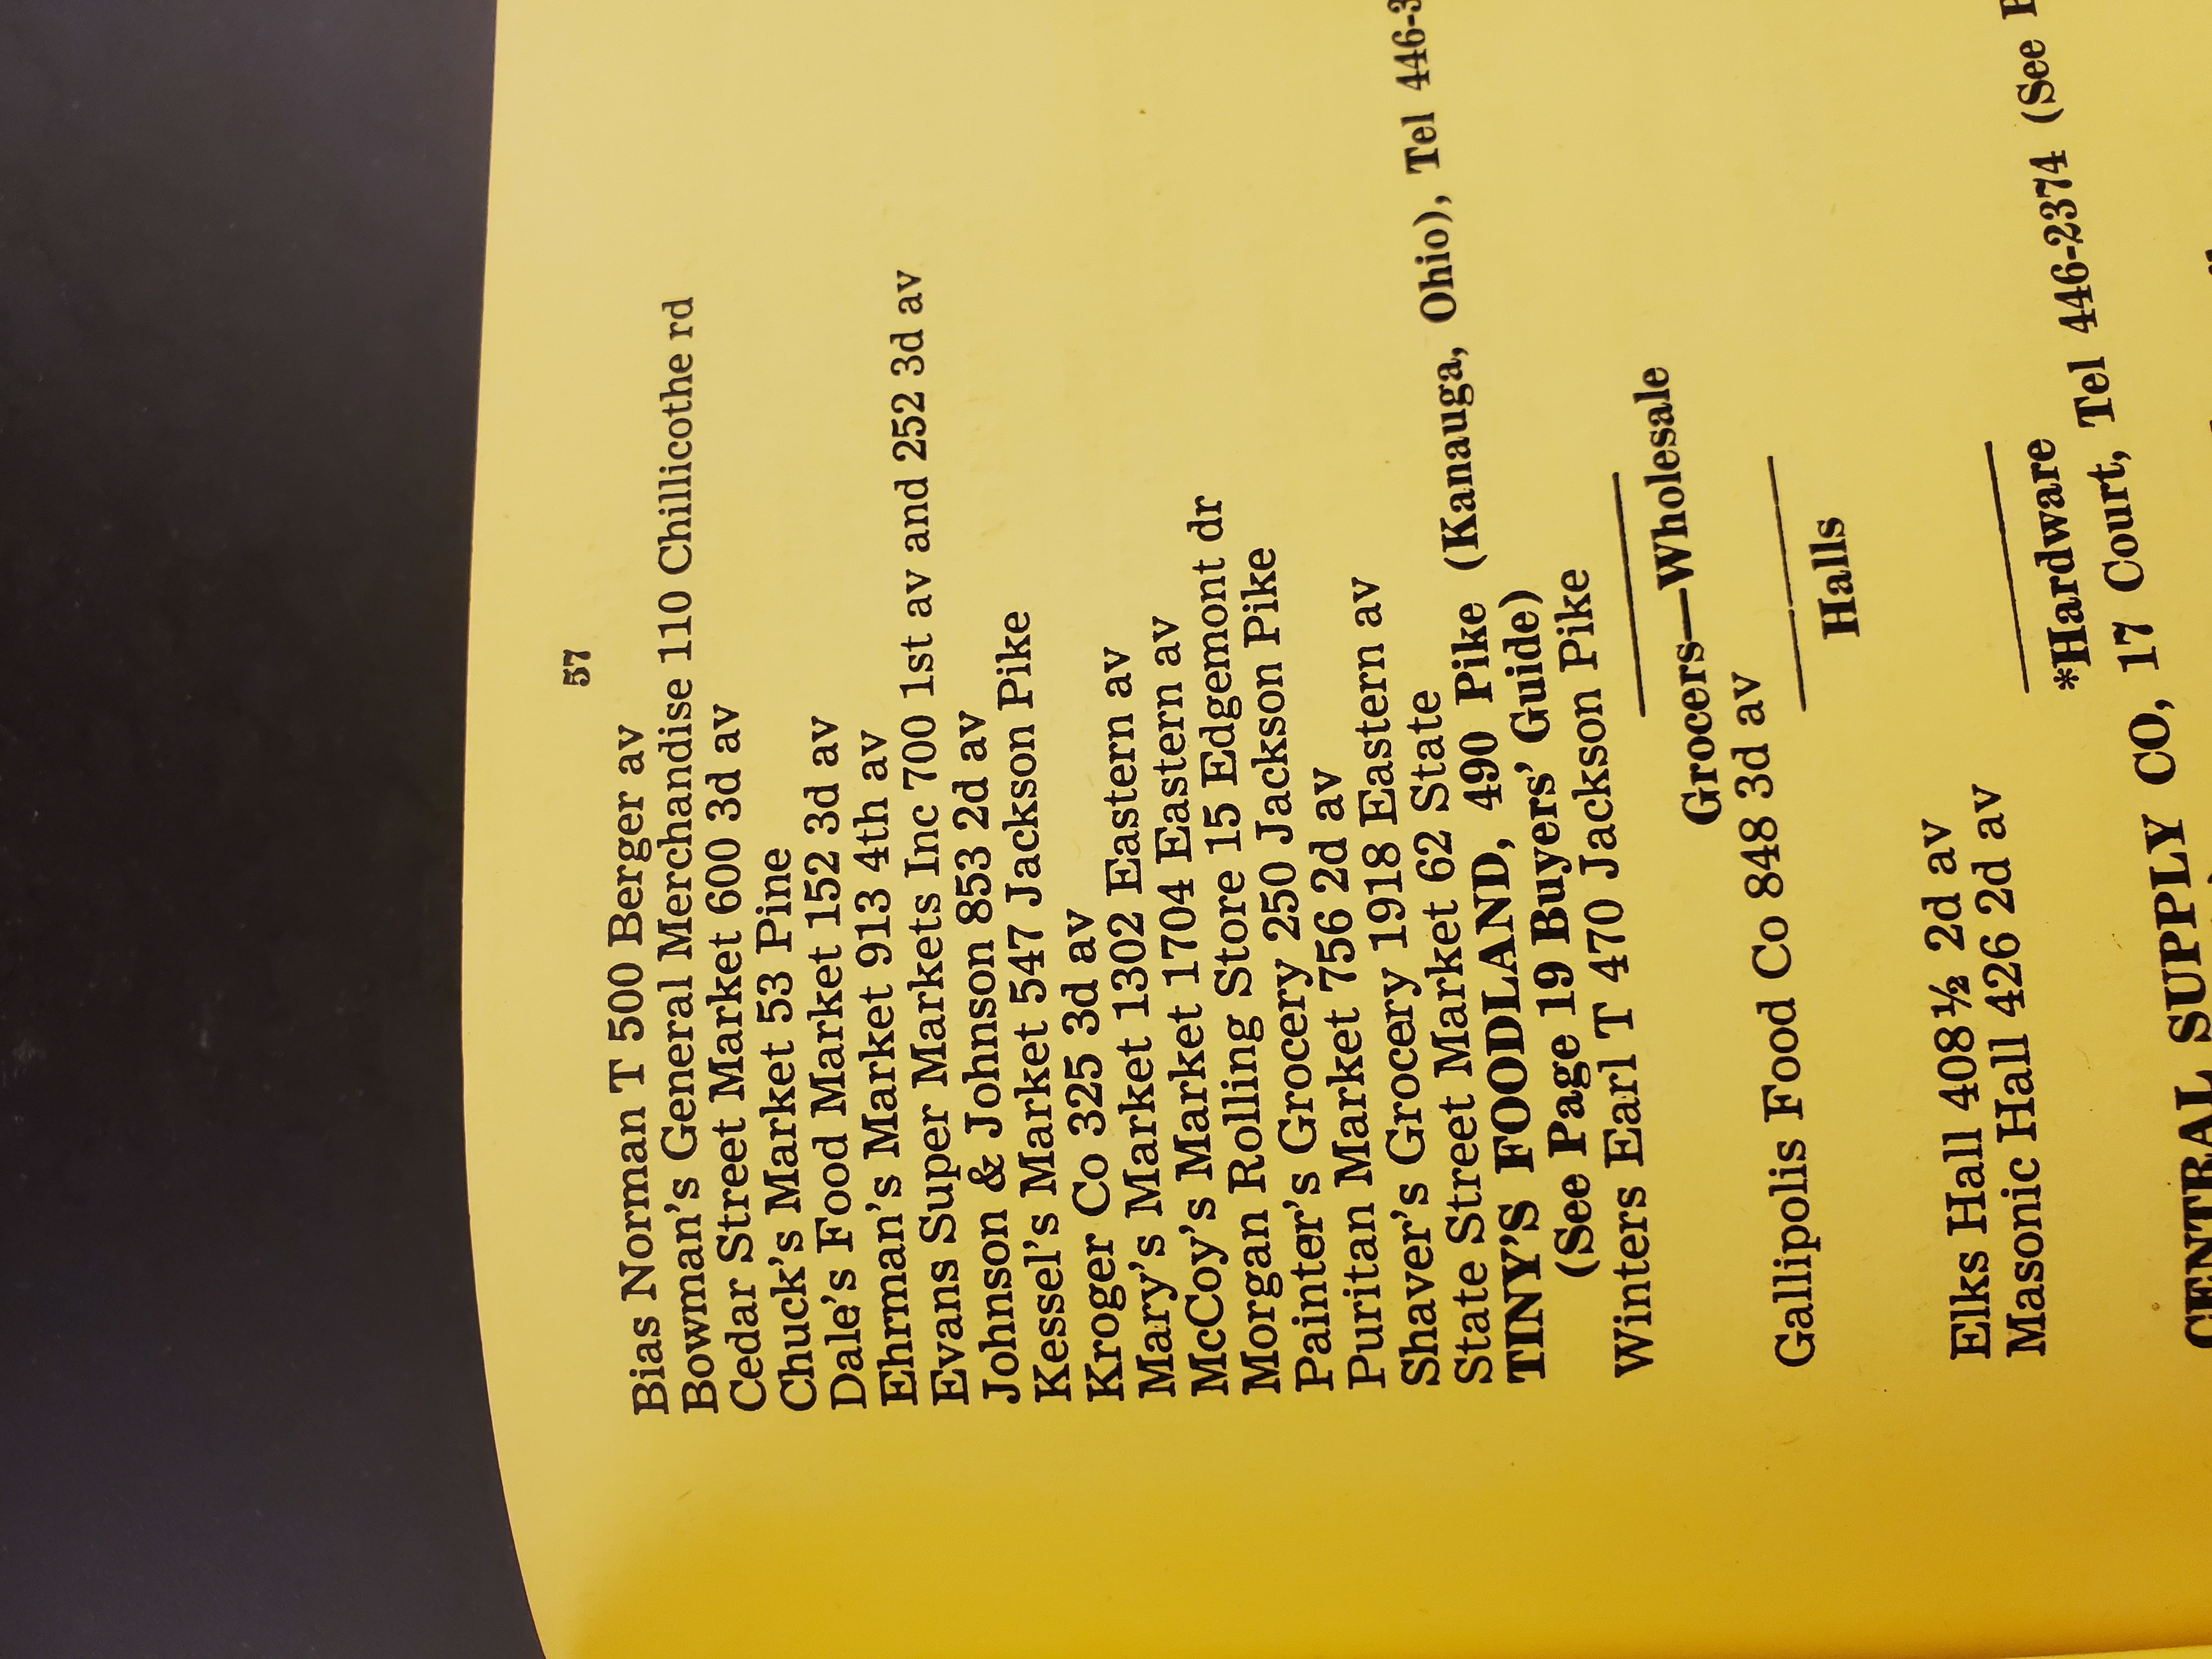 57
Bias Norman T 500 Berger av
Bowman's General Merchandise 110 Chillicothe rd
Cedar Street Market 600 3d av
Chuck's Market 53 Pine
Dale's Food Market 152 3d av
Ehrman's Market 913 4th av
Evans Super Markets Inc 700 1st av and 252 3d av
Johnson & Johnson 853 2d av
Kessel's Market 547 Jackson Pike
Kroger Co 325 3d av
Mary's Market 1302 Eastern av
McCoy's Market 1704 Eastern av
Morgan Rolling Store 15 Edgemont dr
Painter's Grocery 250 Jackson Pike
Puritan Market 756 2d av
Shaver's Grocery 1918 Eastern av
State Street Market 62 State
TINY'S FOODLAND, 490 Pike (Kanauga, Ohio), Tel 446-3
(See Page 19 Buyers' Guide)
Winters Earl T 470 Jackson Pike
Grocers—Wholesale
Gallipolis Food Co 848 3d av
Halls
Elks Hall 408½ 2d av
Masonic Hall 426 2d av
*Hardware
CENTRAL SUPPLY CO, 17 Court, Tel 446-2374 (See